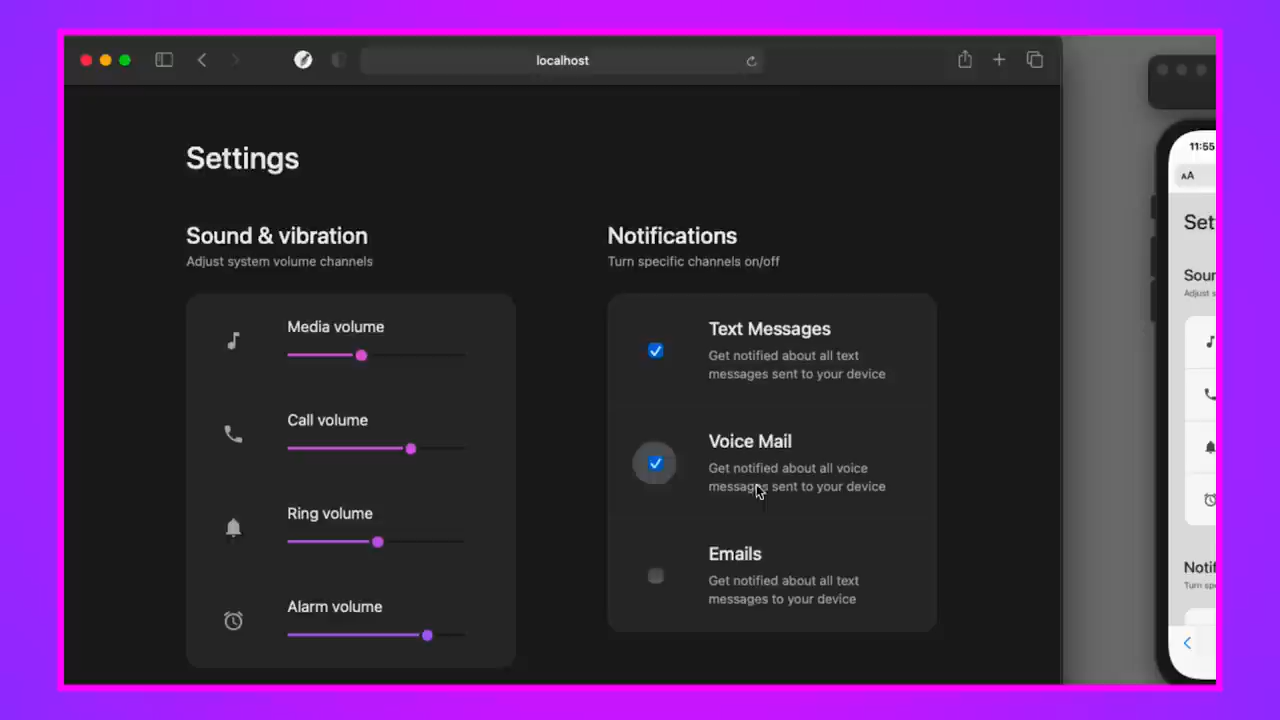 localhost
Settings
Sound & vibration
Adjust system volume channels
Media volume
Call volume
Ring volume
Alarm volume
Notifications
Turn specific channels on/off
Text Messages
Get notified about all text
messages sent to your device
Voice Mail
Get notified about all voice
messages sent to your device
Emails
Get notified about all text
messages to your device
11:55
AA
Set
Soun
Adjust s
Notif
Turn spe